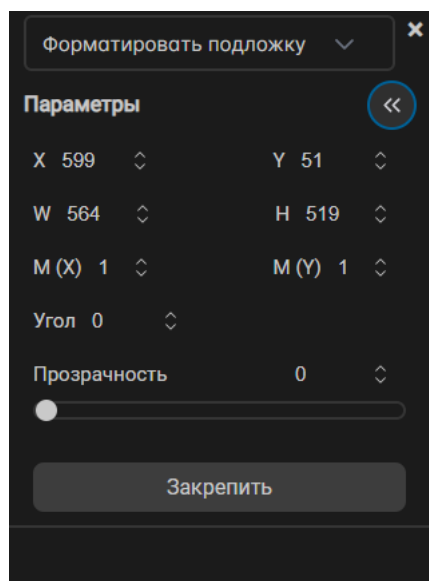 Форматировать подложку
Параметры
X 599 Y 51
W 564 H 519
M (X) 1 M (Y) 1
Угол 0
Прозрачность 0
Закрепить